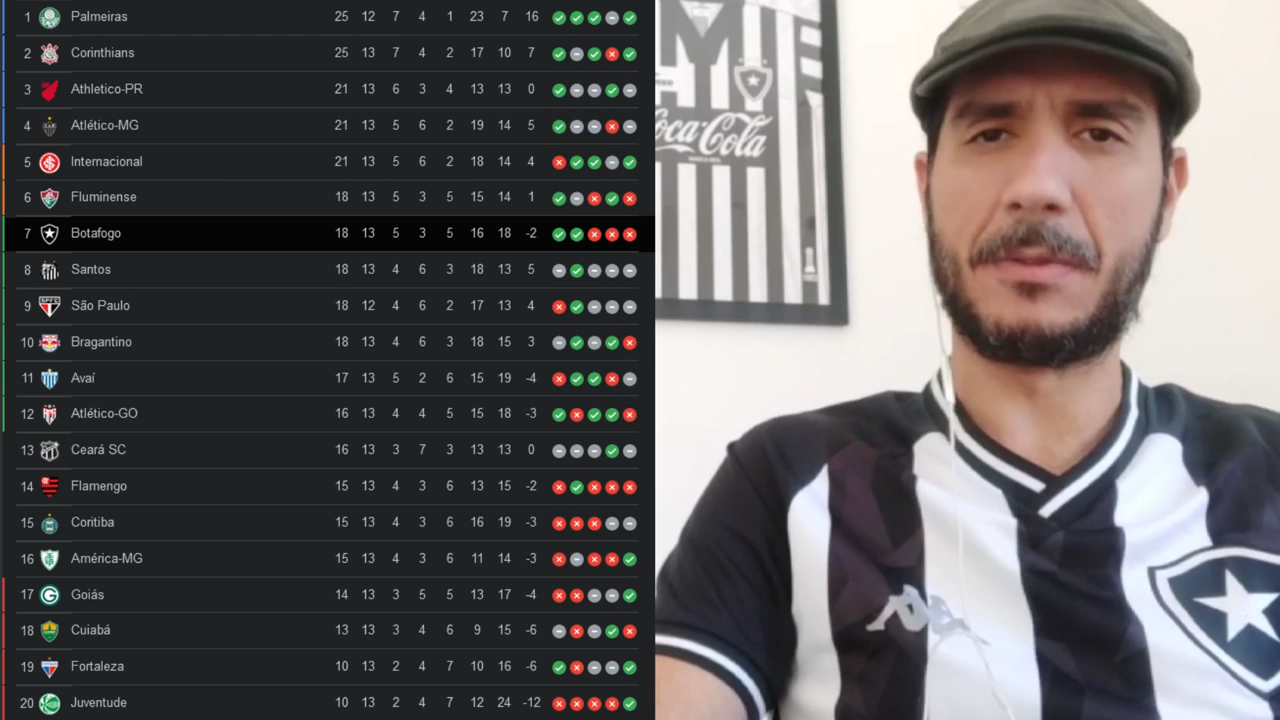 1 Palmeiras 25 12 7 4 1 23 7 16
2 Corinthians 25 13 7 4 2 17 10 7
3 Athletico-PR 21 13 6 3 4 13 13 0
4 Atlético-MG 21 13 5 6 2 19 14 5
5 Internacional 21 13 5 6 2 18 14 4
6 Fluminense 18 13 5 3 5 15 14 1
7 Botafogo 18 13 5 3 5 16 18 -2
8 Santos 18 13 4 6 3 18 13 5
9 São Paulo 18 12 4 6 2 17 13 4
10 Bragantino 18 13 4 6 3 18 15 3
11 Avaí 17 13 5 2 6 15 19 -4
12 Atlético-GO 16 13 4 4 5 15 18 -3
13 Ceará SC 16 13 3 7 3 13 13 0
14 Flamengo 15 13 4 3 6 13 15 -2
15 Coritiba 15 13 4 3 6 16 19 -3
16 América-MG 15 13 4 3 6 11 14 -3
17 Goiás 14 13 3 5 5 13 17 -4
18 Cuiabá 13 13 3 4 6 9 15 -6
19 Fortaleza 10 13 2 4 7 10 16 -6
20 Juventude 10 13 2 4 7 12 24 -12
Coca-Cola